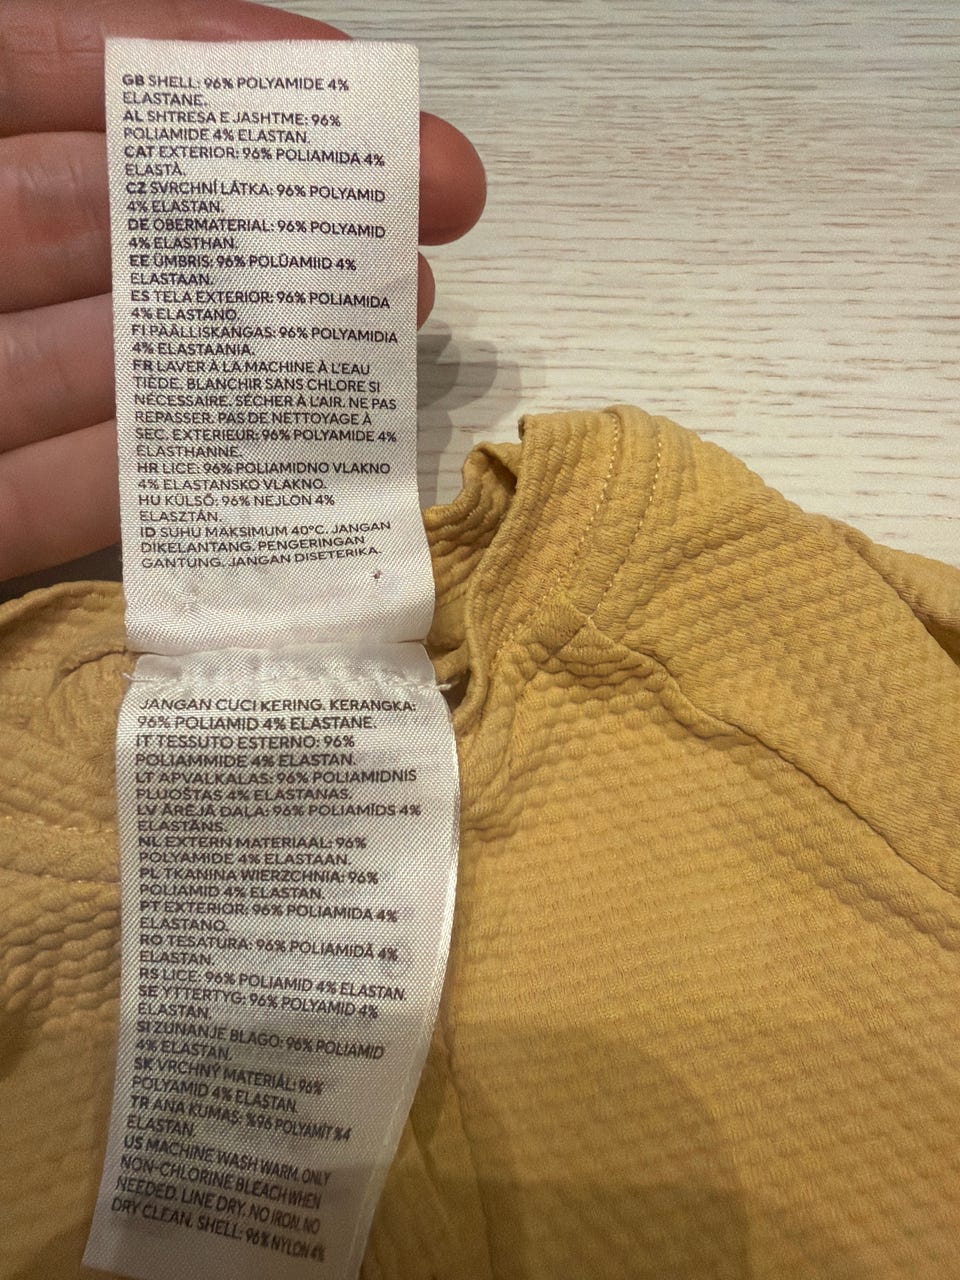 GB SHELL: 96% POLYAMIDE 4%
ELASTANE.
AL SHTRESA E JASHTME: 96%
POLIAMIDE 4% ELASTAN.
CAT EXTERIOR: 96% POLIAMIDA 4%
ELASTÀ.
CZ SVRCHNÍ LÁTKA: 96% POLYAMID
4% ELASTAN.
DE OBERMATERIAL: 96% POLYAMID
4% ELASTHAN.
EE ÜMBRIS: 96% POLÜAMIID 4%
ELASTAAN.
ES TELA EXTERIOR: 96% POLIAMIDA
4% ELASTANO.
FI PÄÄLLISKANGAS: 96% POLYAMIDIA
4% ELASTAANIA.
FR LAVER À LA MACHINE À L'EAU
TIÈDE. BLANCHIR SANS CHLORE SI
NÉCESSAIRE. SÉCHER À L'AIR. NE PAS
REPASSER. PAS DE NETTOYAGE À
SEC. EXTERIEUR: 96% POLYAMIDE 4%
ELASTHANNE.
HR LICE: 96% POLIAMIDNO VLAKNO
4% ELASTANSKO VLAKNO.
HU KÜLSŐ: 96% NEJLON 4%
ELASZTÁN.
ID SUHU MAKSIMUM 40°C. JANGAN
DIKELANTANG. PENGERINGAN
GANTUNG. JANGAN DISETERIKA.
JANGAN CUCI KERING. KERANGKA:
96% POLIAMID 4% ELASTANE.
IT TESSUTO ESTERNO: 96%
POLIAMMIDE 4% ELASTAN.
LT APVALKALAS: 96% POLIAMIDNIS
PLUOŠTAS 4% ELASTANAS.
LV ĀRĒJĀ DAĻA: 96% POLIAMĪDS 4%
ELASTĀNS.
NL EXTERN MATERIAAL: 96%
POLYAMIDE 4% ELASTAAN.
PL TKANINA WIERZCHNIA: 96%
POLIAMID 4% ELASTAN.
PT EXTERIOR: 96% POLIAMIDA 4%
ELASTANO.
RO TESATURA: 96% POLIAMIDĂ 4%
ELASTAN.
RS LICE: 96% POLIAMID 4% ELASTAN.
SE YTTERTYG: 96% POLYAMID 4%
ELASTAN.
SI ZUNANJE BLAGO: 96% POLIAMID
4% ELASTAN.
SK VRCHNÝ MATERIÁL: 96%
POLYAMID 4% ELASTAN.
TR ANA KUMAŞ: %96 POLYAMİT %4
ELASTAN.
US MACHINE WASH WARM. ONLY
NON-CHLORINE BLEACH WHEN
NEEDED. LINE DRY. NO IRON. NO
DRY CLEAN. SHELL: 96% NYLON 4%